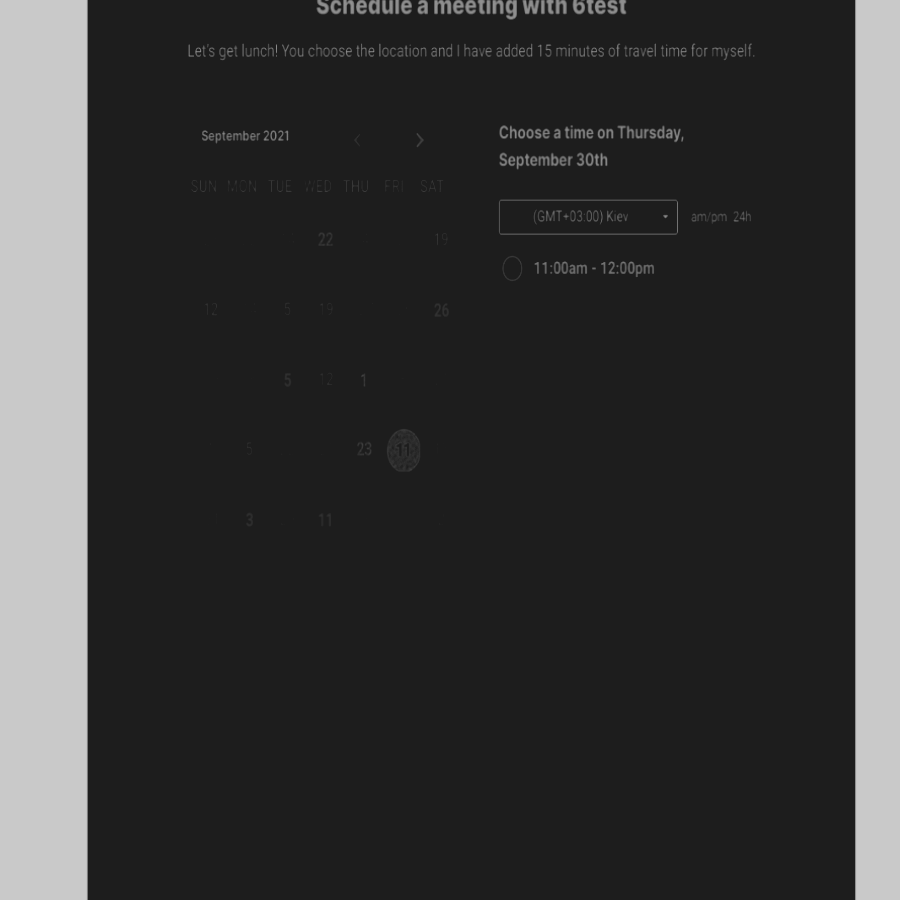 Schedule a meeting with 6test
Let's get lunch! You choose the location and I have added 15 minutes of travel time for myself.
September 2021
SUN MON TUE WED THU FRI SAT
22 19
12 5 19 26
5 12 1
5 23 11
3 11
Choose a time on Thursday,
September 30th
(GMT+03:00) Kiev am/pm 24h
11:00am - 12:00pm